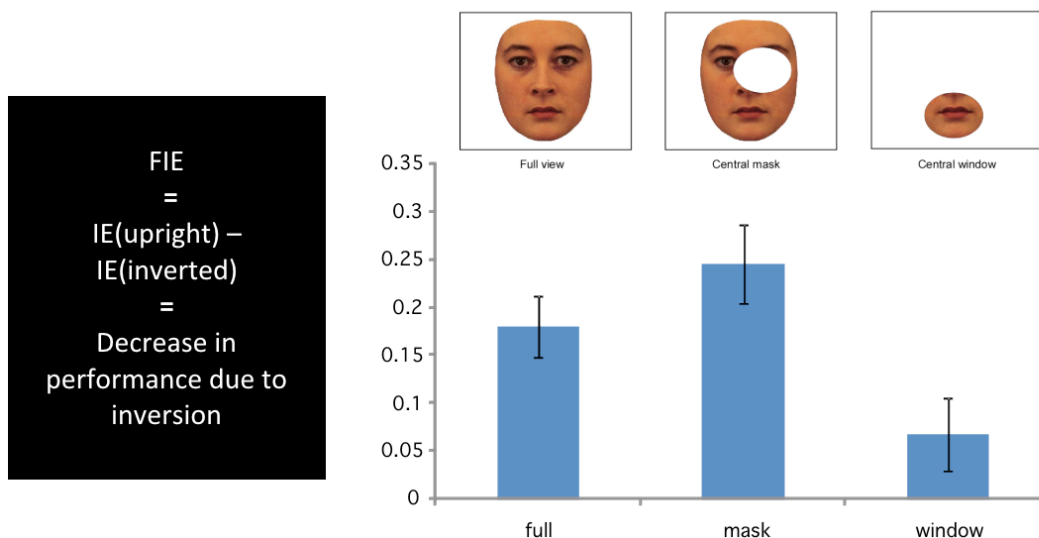 FIE
=
IE(upright) –
IE(inverted)
=
Decrease in
performance due to
inversion
Full view
Central mask
Central window
0.35
0.3
0.25
0.2
0.15
0.1
0.05
0
full
mask
window